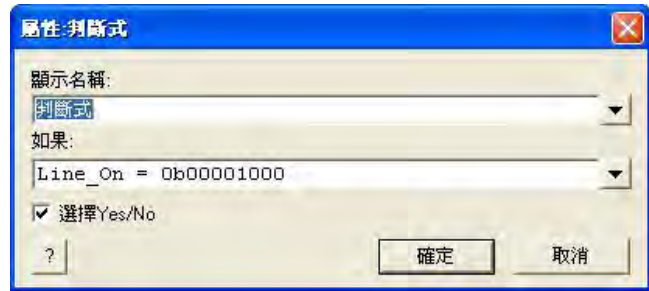 屬性:判斷式
顯示名稱:
判斷式
如果:
Line_On = 0b00001000
選擇Yes/No
?
確定
取消